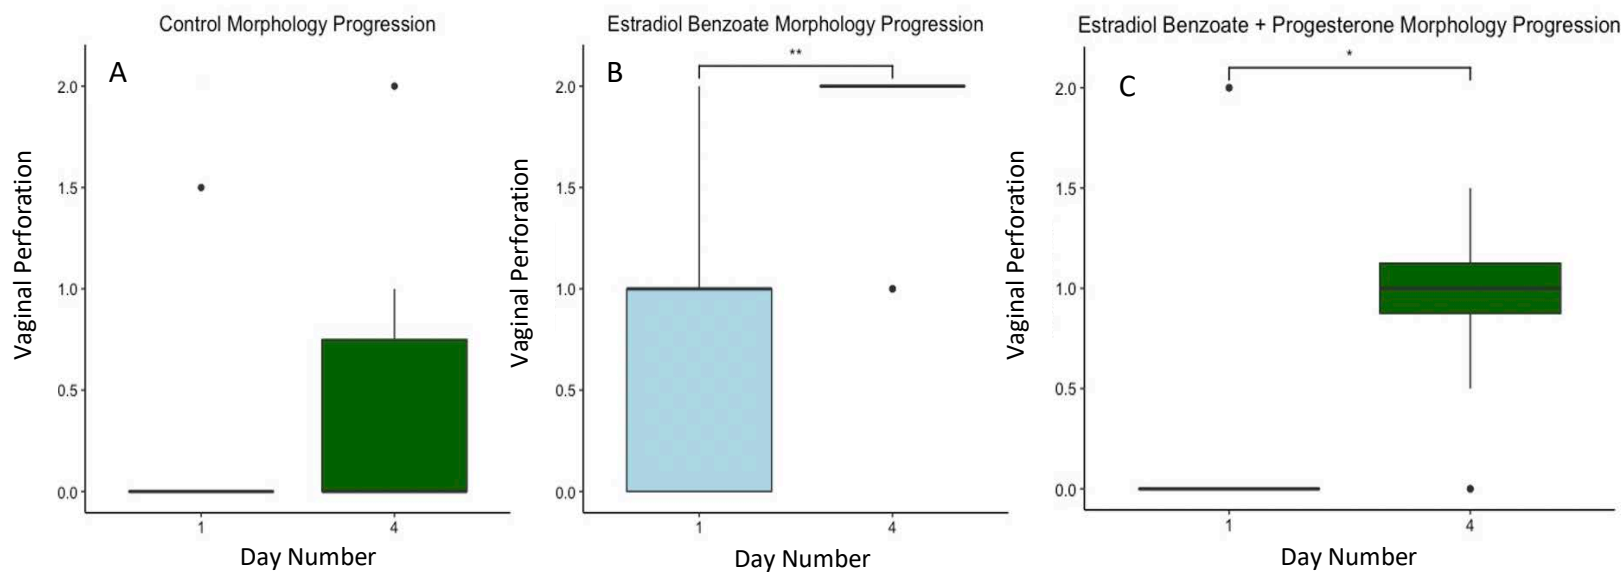 Control Morphology Progression
A
2.0
1.5
1.0
0.5
0.0
Vaginal Perforation
1
4
Day Number
Estradiol Benzoate Morphology Progression
B
**
2.0
1.5
1.0
0.5
0.0
Vaginal Perforation
1
4
Day Number
Estradiol Benzoate + Progesterone Morphology Progression
C
*
2.0
1.5
1.0
0.5
0.0
Vaginal Perforation
1
4
Day Number